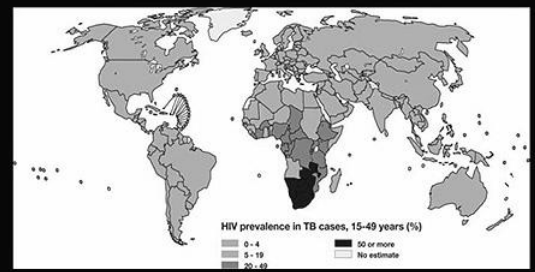 HIV prevalence in TB cases, 15-49 years (%)
0 - 4
5 - 19
20 - 49
50 or more
No estimate